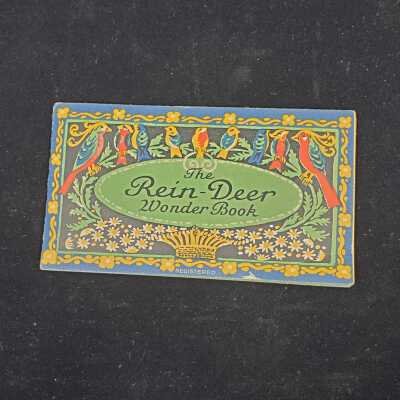 The
Rein-Deer
Wonder Book
REGISTERED